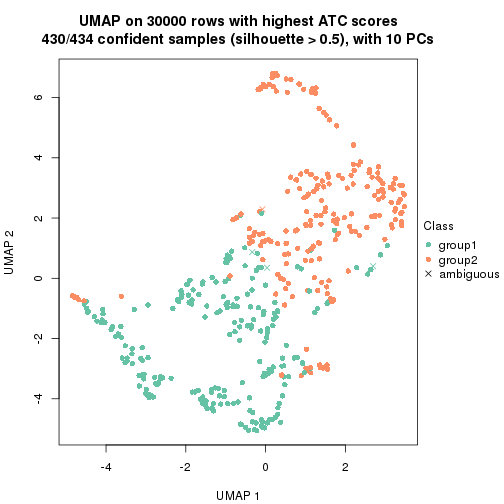 UMAP on 30000 rows with highest ATC scores
430/434 confident samples (silhouette > 0.5), with 10 PCs
6
4
2
0
-2
-4
UMAP 2
-4
-2
0
2
UMAP 1
Class
group1
group2
ambiguous